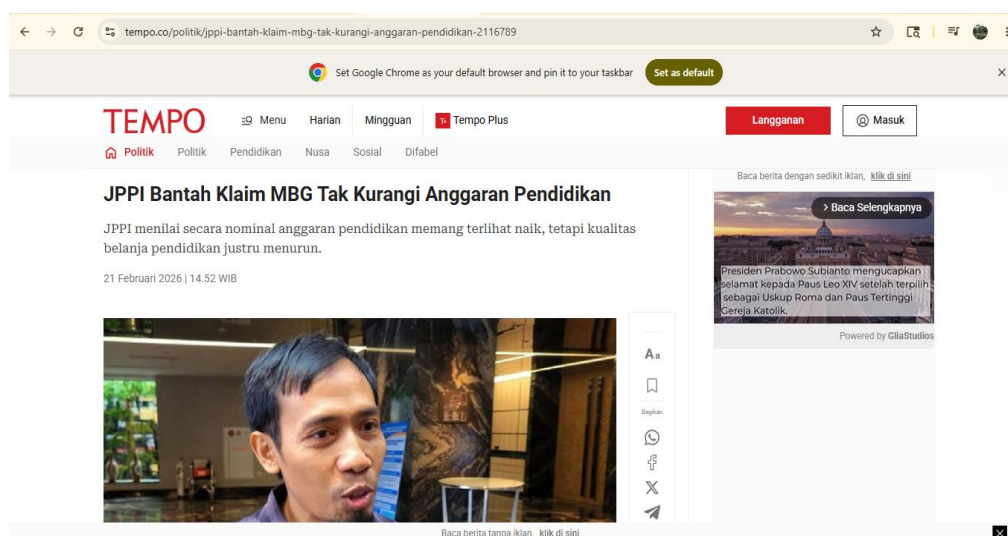 tempo.co/politik/jppi-bantah-klaim-mbg-tak-kurangi-anggaran-pendidikan-2116789
Set Google Chrome as your default browser and pin it to your taskbar
Set as default
TEMPO
Menu
Harian
Mingguan
T+ Tempo Plus
Langganan
Masuk
Politik
Politik
Pendidikan
Nusa
Sosial
Difabel
JPPI Bantah Klaim MBG Tak Kurangi Anggaran Pendidikan
JPPI menilai secara nominal anggaran pendidikan memang terlihat naik, tetapi kualitas
belanja pendidikan justru menurun.
21 Februari 2026 | 14.52 WIB
Aa
Bagikan
Baca berita dengan sedikit iklan, klik di sini
> Baca Selengkapnya
Presiden Prabowo Subianto mengucapkan
selamat kepada Paus Leo XIV setelah terpilih
sebagai Uskup Roma dan Paus Tertinggi
Gereja Katolik.
Powered by GliaStudios
Baca berita tanpa iklan. klik di sini